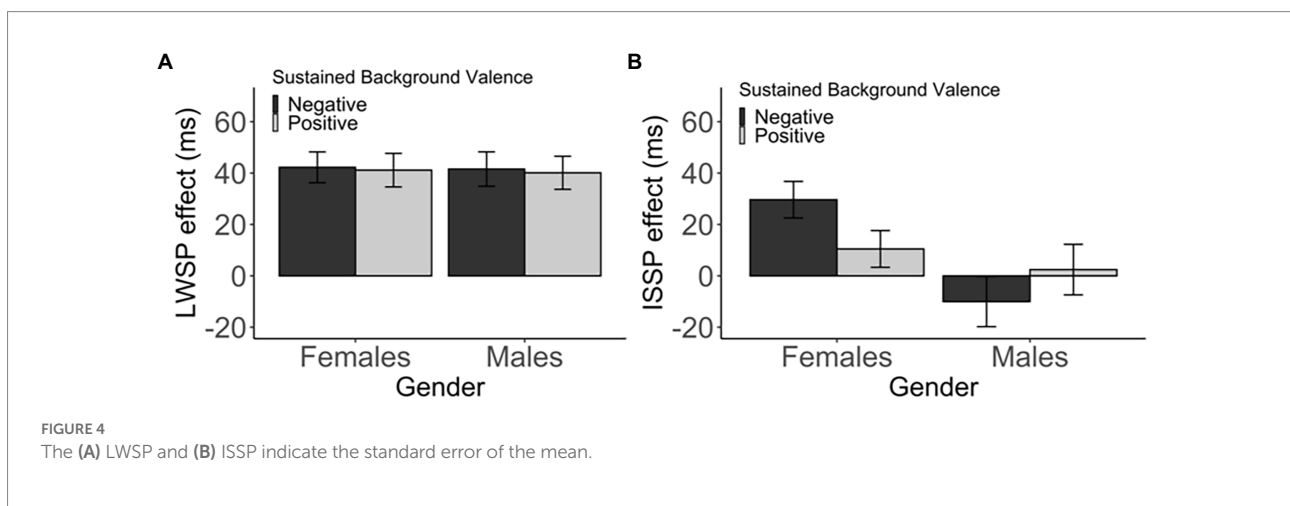 A
Sustained Background Valence
Negative
Positive
LWSP effect (ms)
60
40
20
0
-20
Females Males
Gender
B
Sustained Background Valence
Negative
Positive
ISSP effect (ms)
60
40
20
0
-20
Females Males
Gender
FIGURE 4
The (A) LWSP and (B) ISSP indicate the standard error of the mean.